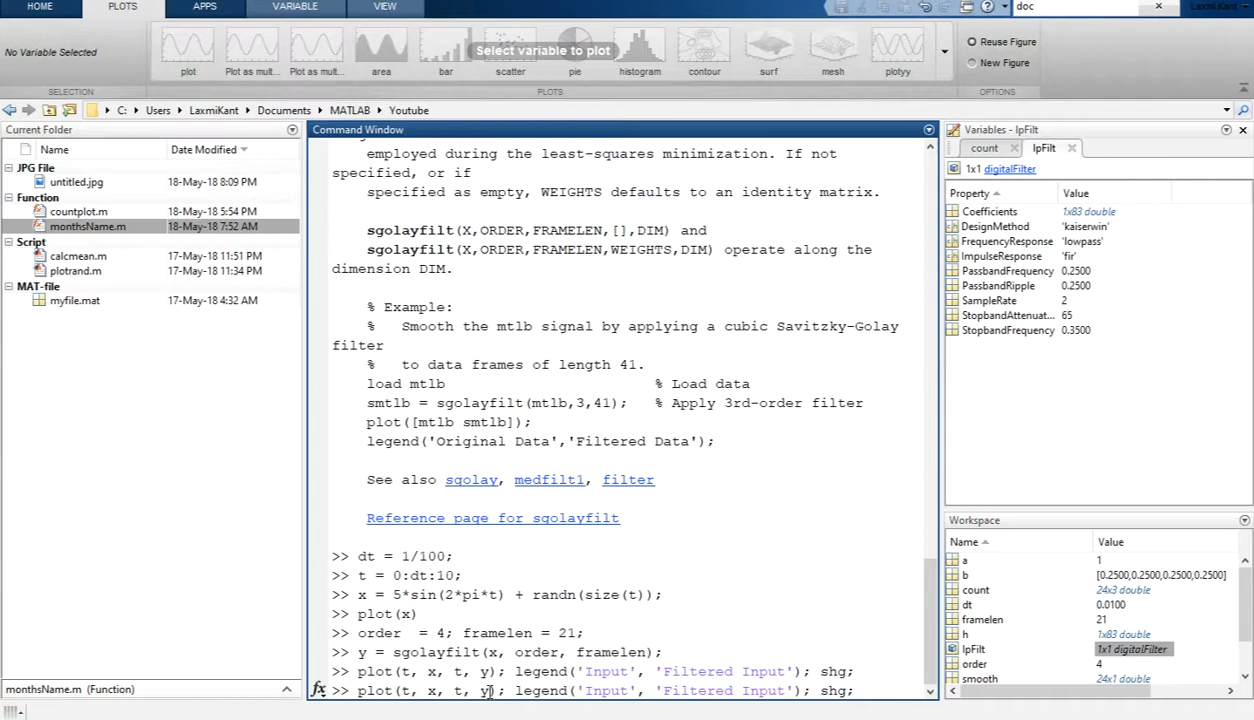 HOME PLOTS APPS VARIABLE VIEW
doc
Laxmi Kant
No Variable Selected
Select variable to plot
plot Plot as mult... Plot as mult... area bar scatter pie histogram contour surf mesh plotyy
Reuse Figure
New Figure
SELECTION PLOTS OPTIONS
C: Users LaxmiKant Documents MATLAB Youtube
Current Folder
Name Date Modified
JPG File
untitled.jpg 18-May-18 8:09 PM
Function
countplot.m 18-May-18 5:54 PM
monthsName.m 18-May-18 7:52 AM
Script
calcmean.m 17-May-18 11:51 PM
plotrand.m 17-May-18 11:34 PM
MAT-file
myfile.mat 17-May-18 4:32 AM
monthsName.m (Function)
Command Window
employed during the least-squares minimization. If not
specified, or if
specified as empty, WEIGHTS defaults to an identity matrix.
sgolayfilt(X,ORDER,FRAMELEN,[],DIM) and
sgolayfilt(X,ORDER,FRAMELEN,WEIGHTS,DIM) operate along the
dimension DIM.
% Example:
% Smooth the mtlb signal by applying a cubic Savitzky-Golay
filter
% to data frames of length 41.
load mtlb % Load data
smtlb = sgolayfilt(mtlb,3,41); % Apply 3rd-order filter
plot([mtlb smtlb]);
legend('Original Data','Filtered Data');
See also sgolay, medfilt1, filter
Reference page for sgolayfilt
>> dt = 1/100;
>> t = 0:dt:10;
>> x = 5*sin(2*pi*t) + randn(size(t));
>> plot(x)
>> order = 4; framelen = 21;
>> y = sgolayfilt(x, order, framelen);
>> plot(t, x, t, y); legend('Input', 'Filtered Input'); shg;
fx >> plot(t, x, t, y); legend('Input', 'Filtered Input'); shg;
Variables - lpFilt
count lpFilt
1x1 digitalFilter
Property Value
Coefficients 1x83 double
DesignMethod 'kaiserwin'
FrequencyResponse 'lowpass'
ImpulseResponse 'fir'
PassbandFrequency 0.2500
PassbandRipple 0.2500
SampleRate 2
StopbandAttenuat... 65
StopbandFrequency 0.3500
Workspace
Name Value
a 1
b [0.2500,0.2500,0.2500,0.2500]
count 24x3 double
dt 0.0100
framelen 21
h 1x83 double
lpFilt 1x1 digitalFilter
order 4
smooth 24x1 double